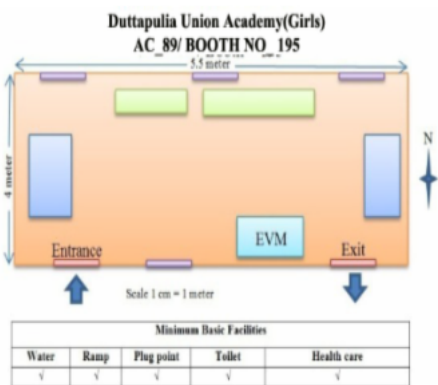 Duttapulia Union Academy(Girls)
AC_89/ BOOTH NO_195
5.5 meter
4 meter
N
EVM
Entrance
Exit
Scale 1 cm = 1 meter
Minimum Basic Facilities
Water Ramp Plug point Toilet Health care
√ √ √ √ √